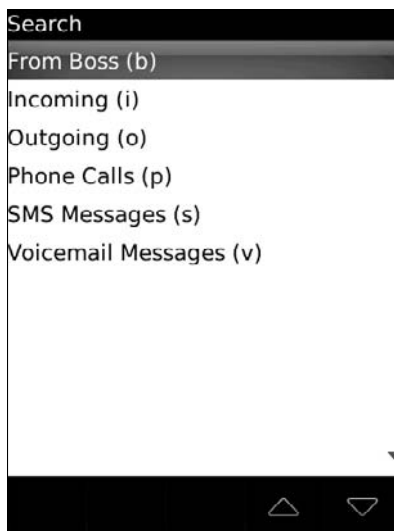 Search
From Boss (b)
Incoming (i)
Outgoing (o)
Phone Calls (p)
SMS Messages (s)
Voicemail Messages (v)